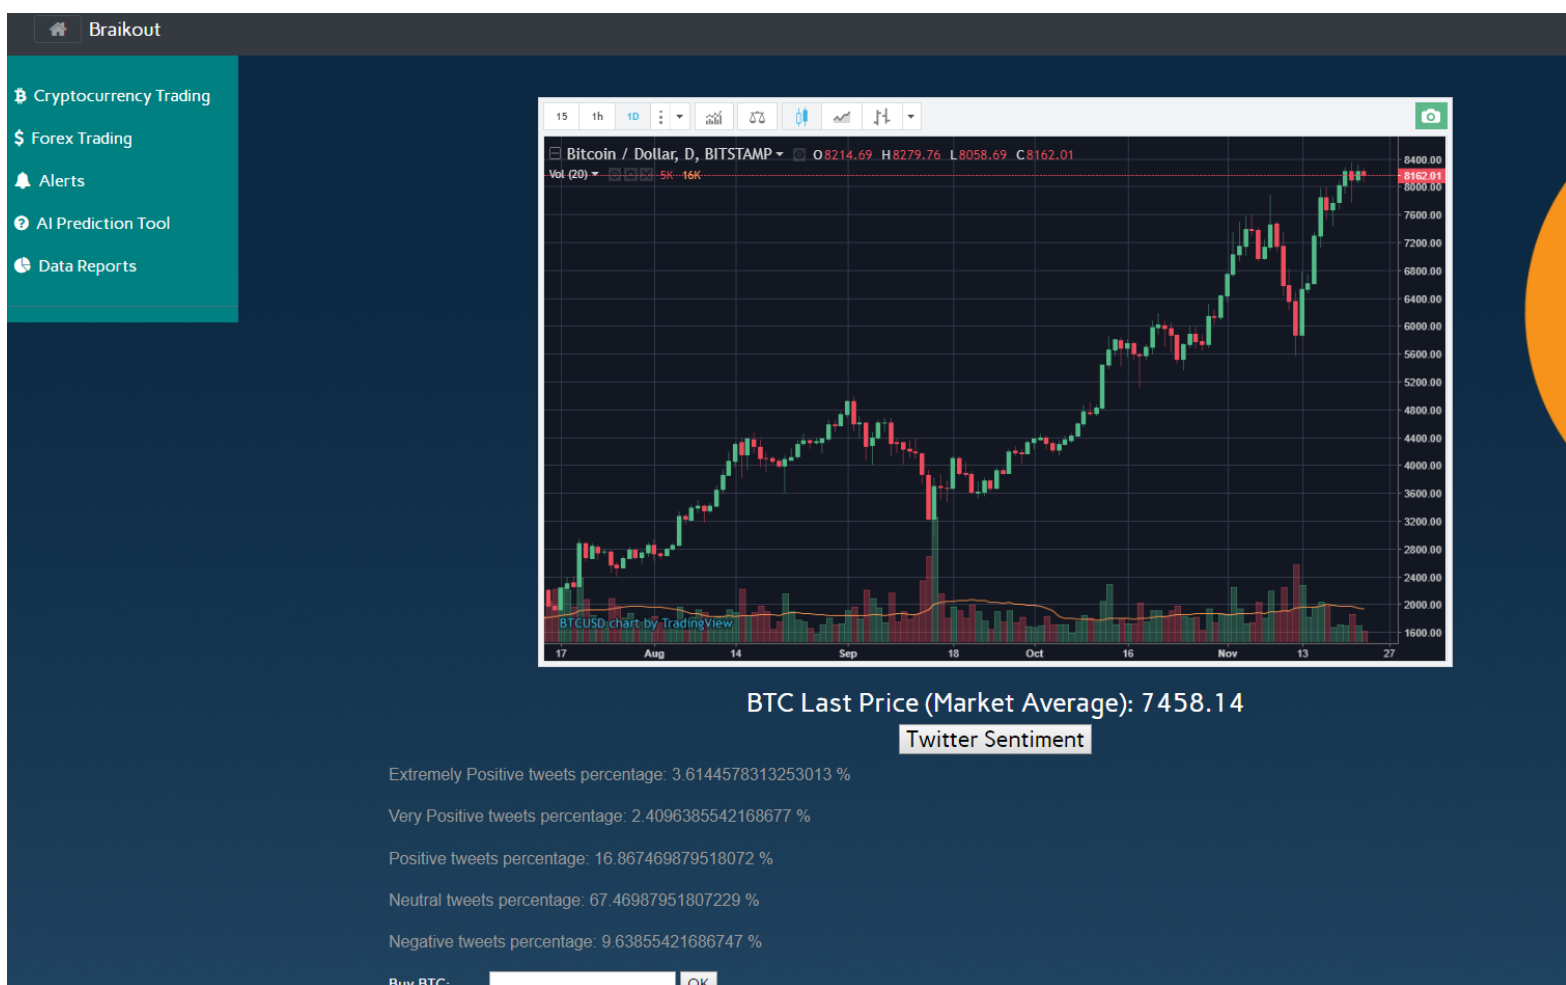 Braikout
Cryptocurrency Trading
Forex Trading
Alerts
AI Prediction Tool
Data Reports
15 1h 1D
Bitcoin / Dollar, D, BITSTAMP O8214.69 H8279.76 L8058.69 C8162.01
Vol (20) 5K 16K
8400.00
8162.01
8000.00
7600.00
7200.00
6800.00
6400.00
6000.00
5600.00
5200.00
4800.00
4400.00
4000.00
3600.00
3200.00
2800.00
2400.00
2000.00
1600.00
BTCUSD chart by TradingView
17 Aug 14 Sep 18 Oct 16 Nov 13 27
BTC Last Price (Market Average): 7458.14
Twitter Sentiment
Extremely Positive tweets percentage: 3.6144578313253013 %
Very Positive tweets percentage: 2.4096385542168677 %
Positive tweets percentage: 16.867469879518072 %
Neutral tweets percentage: 67.46987951807229 %
Negative tweets percentage: 9.63855421686747 %
Buy BTC: OK